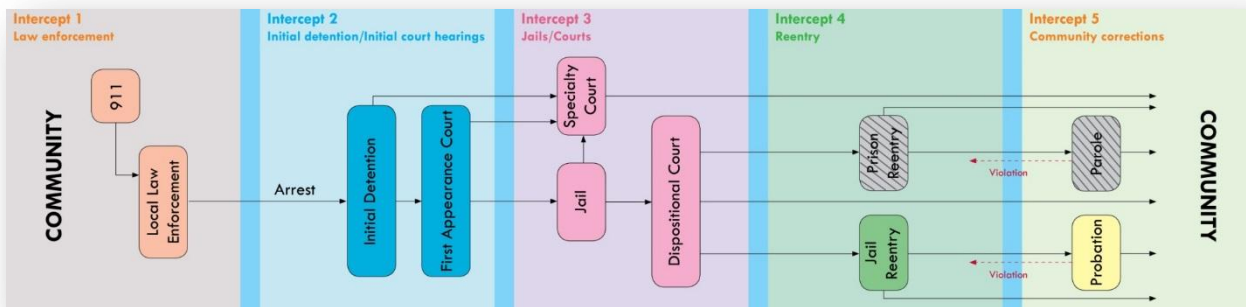 Intercept 1
Law enforcement
Intercept 2
Initial detention/Initial court hearings
Intercept 3
Jails/Courts
Intercept 4
Reentry
Intercept 5
Community corrections
COMMUNITY
911
Local Law
Enforcement
Arrest
Initial Detention
First Appearance Court
Specialty
Court
Jail
Dispositional Court
Prison
Reentry
Violation
Parole
Jail
Reentry
Violation
Probation
COMMUNITY